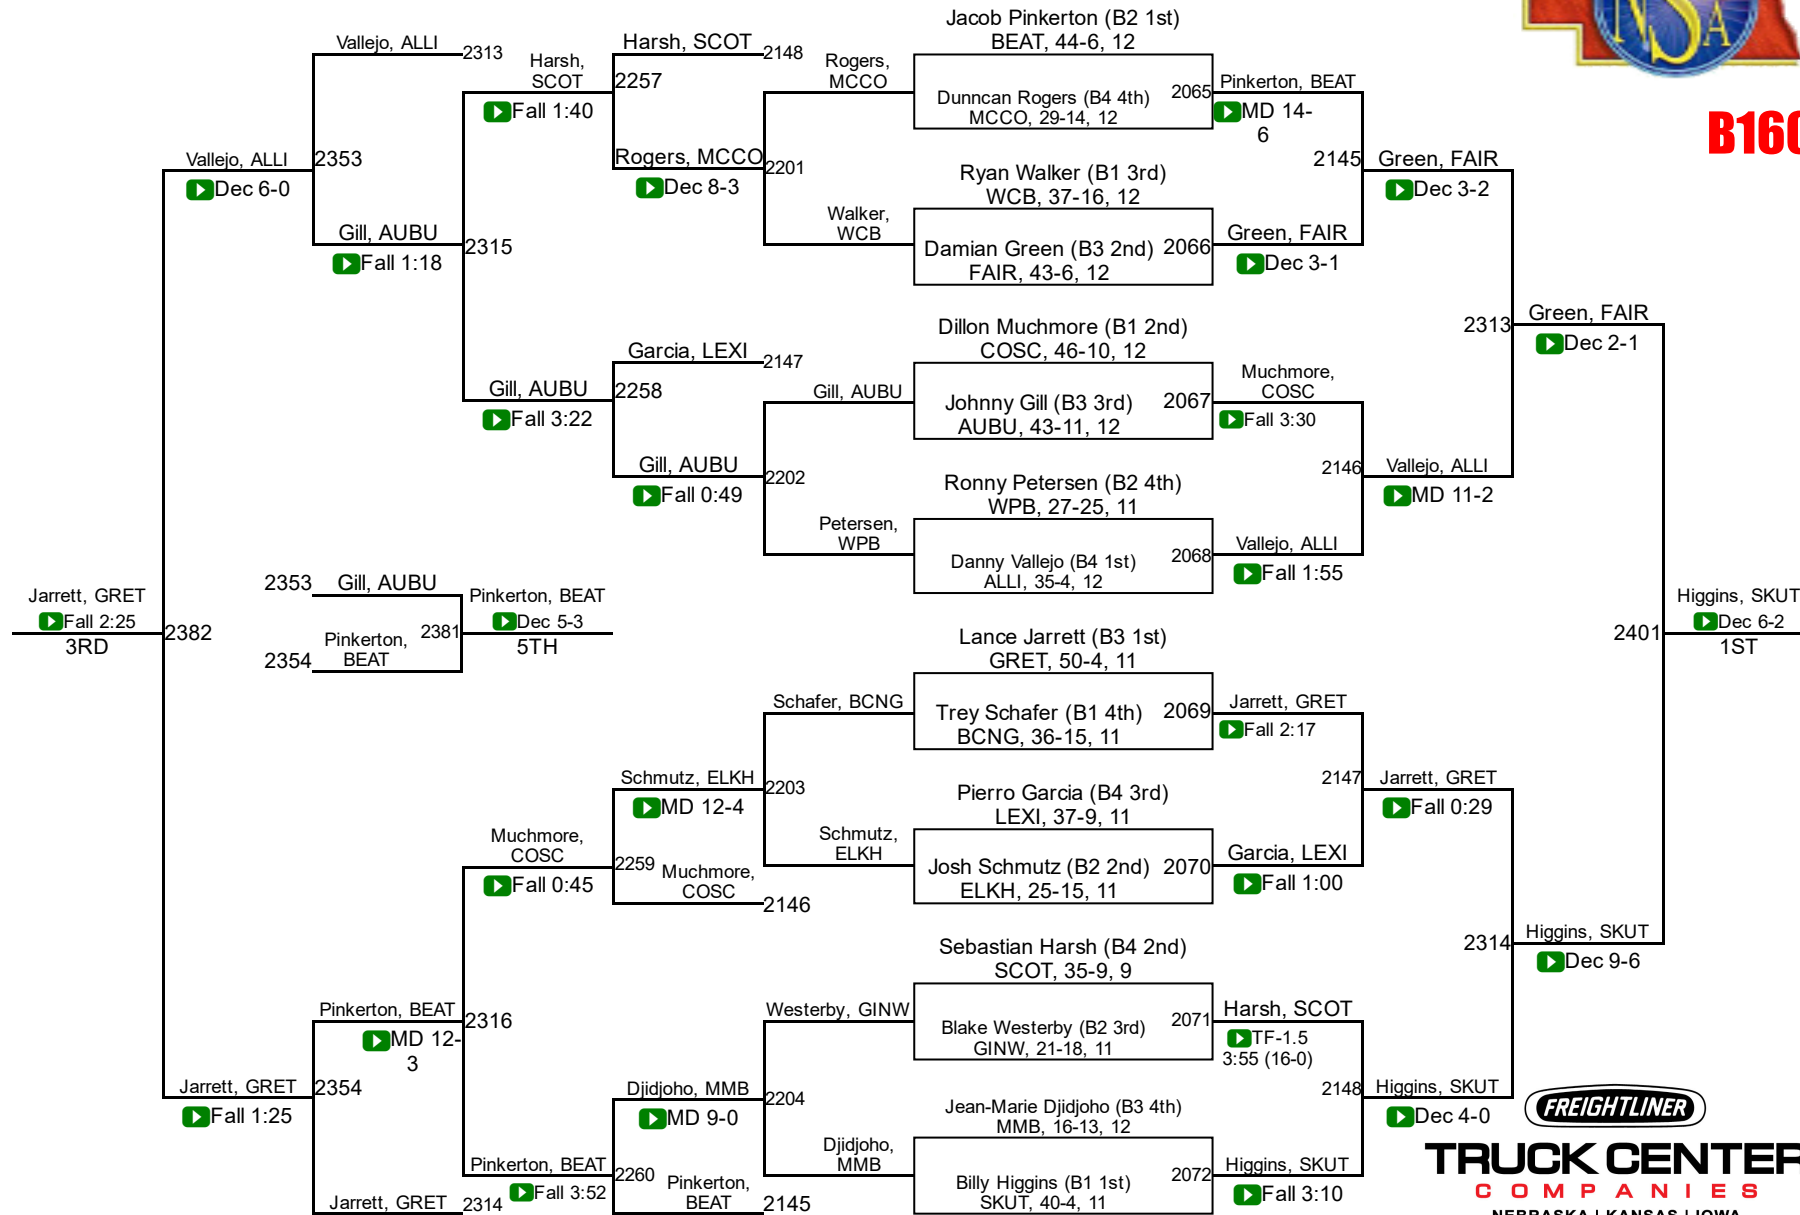 Jacob Pinkerton (B2 1st)
BEAT, 44-6, 12
Dunncan Rogers (B4 4th)
MCCO, 29-14, 12
2065
Ryan Walker (B1 3rd)
WCB, 37-16, 12
Damian Green (B3 2nd)
FAIR, 43-6, 12
2066
Dillon Muchmore (B1 2nd)
COSC, 46-10, 12
Johnny Gill (B3 3rd)
AUBU, 43-11, 12
2067
Ronny Petersen (B2 4th)
WPB, 27-25, 11
Danny Vallejo (B4 1st)
ALLI, 35-4, 12
2068
Lance Jarrett (B3 1st)
GRET, 50-4, 11
Trey Schafer (B1 4th)
BCNG, 36-15, 11
2069
Pierro Garcia (B4 3rd)
LEXI, 37-9, 11
Josh Schmutz (B2 2nd)
ELKH, 25-15, 11
2070
Sebastian Harsh (B4 2nd)
SCOT, 35-9, 9
Blake Westerby (B2 3rd)
GINW, 21-18, 11
2071
Jean-Marie Djidjoho (B3 4th)
MMB, 16-13, 12
Billy Higgins (B1 1st)
SKUT, 40-4, 11
2072
Pinkerton, BEAT
MD 14-
6
Green, FAIR
Dec 3-1
Muchmore,
COSC
Fall 3:30
Vallejo, ALLI
Fall 1:55
Jarrett, GRET
Fall 2:17
Garcia, LEXI
Fall 1:00
Harsh, SCOT
TF-1.5
3:55 (16-0)
Higgins, SKUT
Fall 3:10
2145
Green, FAIR
Dec 3-2
2146
Vallejo, ALLI
MD 11-2
2147
Jarrett, GRET
Fall 0:29
2148
Higgins, SKUT
Dec 4-0
2313
Green, FAIR
Dec 2-1
2314
Higgins, SKUT
Dec 9-6
2401
Higgins, SKUT
Dec 6-2
1ST
Rogers,
MCCO
Walker,
WCB
2201
Gill, AUBU
Petersen,
WPB
2202
Schafer, BCNG
Schmutz,
ELKH
2203
Westerby, GINW
Djidjoho,
MMB
2204
Harsh, SCOT
2148
Rogers, MCCO
Dec 8-3
2257
Garcia, LEXI
2147
Gill, AUBU
Fall 0:49
2258
Schmutz, ELKH
MD 12-4
Muchmore,
COSC
2146
2259
Djidjoho, MMB
MD 9-0
Pinkerton,
BEAT
2145
2260
Harsh,
SCOT
Fall 1:40
Gill, AUBU
Fall 3:22
2315
Muchmore,
COSC
Fall 0:45
Pinkerton, BEAT
Fall 3:52
2316
Vallejo, ALLI
2313
Gill, AUBU
Fall 1:18
2353
Pinkerton, BEAT
MD 12-
3
Jarrett, GRET
2314
2354
Vallejo, ALLI
Dec 6-0
Jarrett, GRET
Fall 1:25
2382
Jarrett, GRET
Fall 2:25
3RD
2353
Gill, AUBU
2354
Pinkerton,
BEAT
2381
Pinkerton, BEAT
Dec 5-3
5TH
NSA
B160
FREIGHTLINER
TRUCK CENTER
COMPANIES
NEBRASKA | KANSAS | IOWA